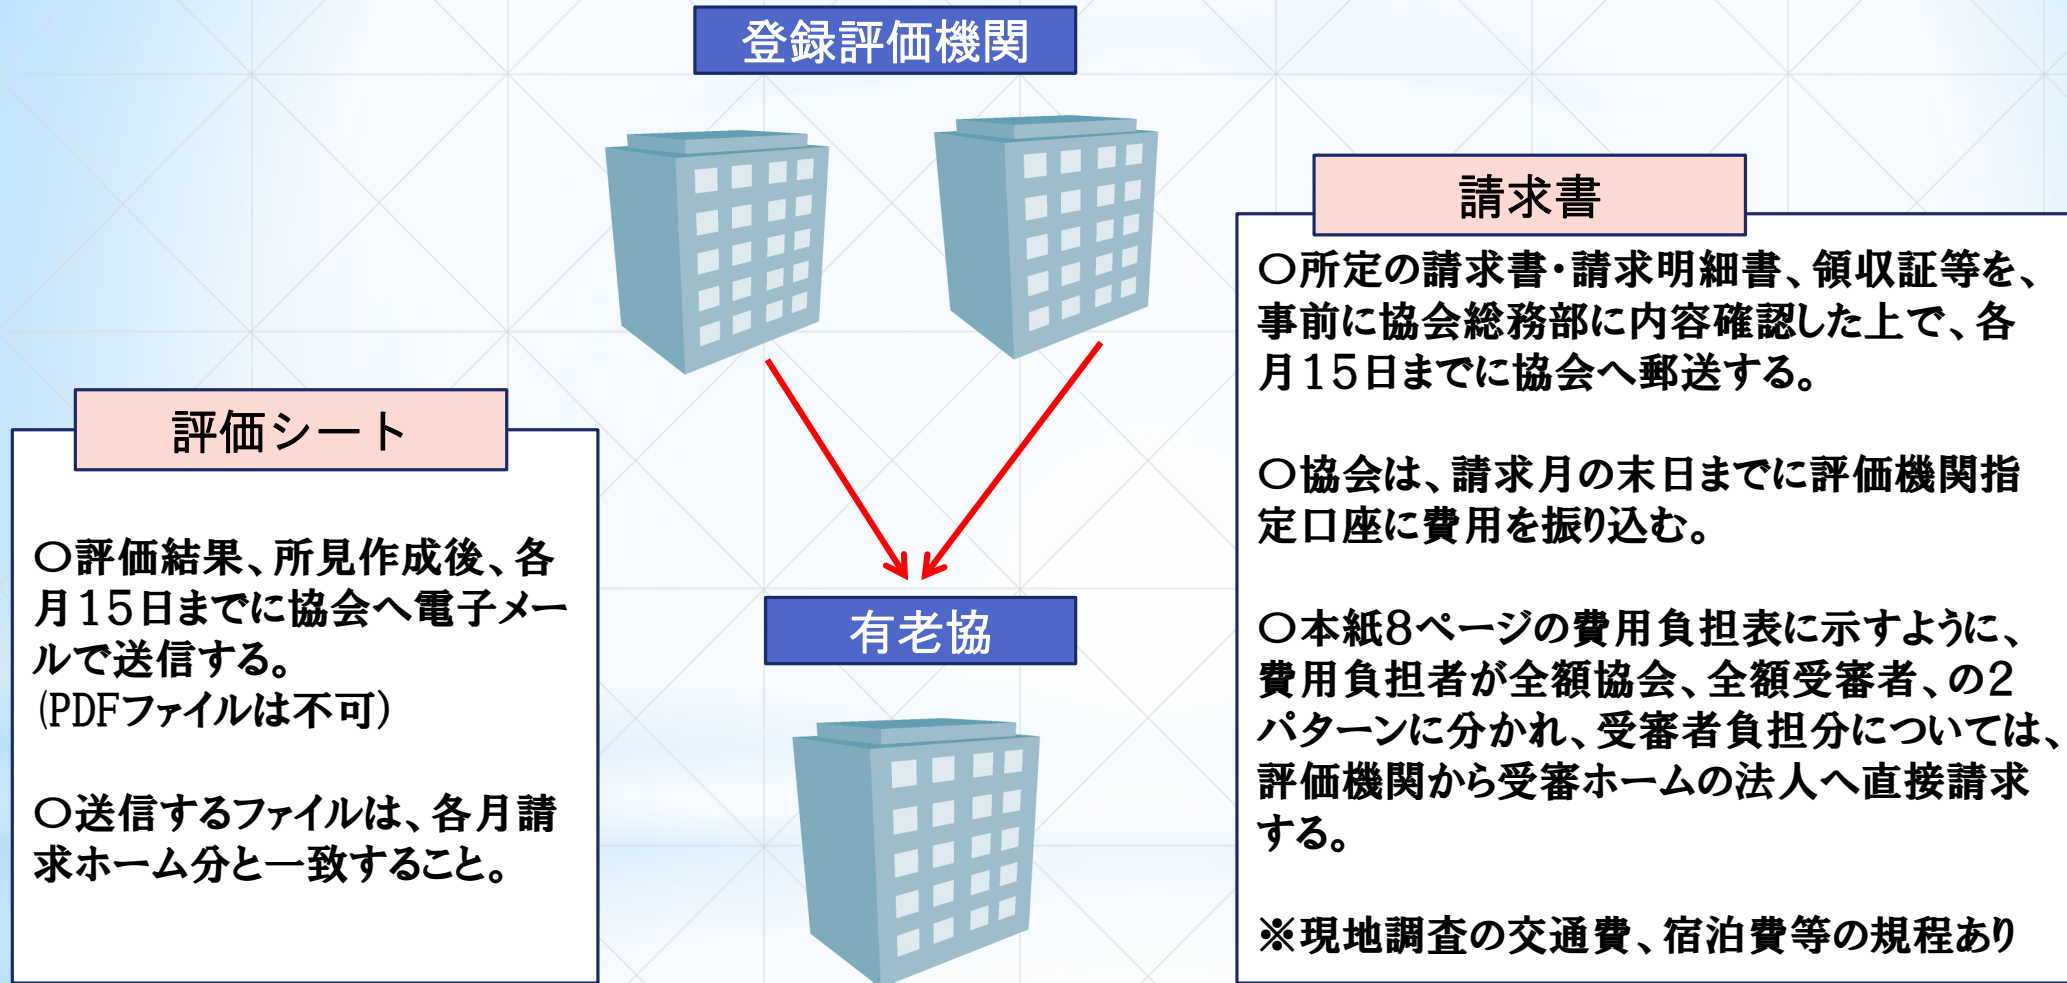 登録評価機関
評価シート
〇評価結果、所見作成後、各
月15日までに協会へ電子メー
ルで送信する。
(PDFファイルは不可)
〇送信するファイルは、各月請
求ホーム分と一致すること。
有老協
請求書
〇所定の請求書・請求明細書、領収証等を、
事前に協会総務部に内容確認した上で、各
月15日までに協会へ郵送する。
〇協会は、請求月の末日までに評価機関指
定口座に費用を振り込む。
〇本紙8ページの費用負担表に示すように、
費用負担者が全額協会、全額受審者、の2
パターンに分かれ、受審者負担分については、
評価機関から受審ホームの法人へ直接請求
する。
※現地調査の交通費、宿泊費等の規程あり